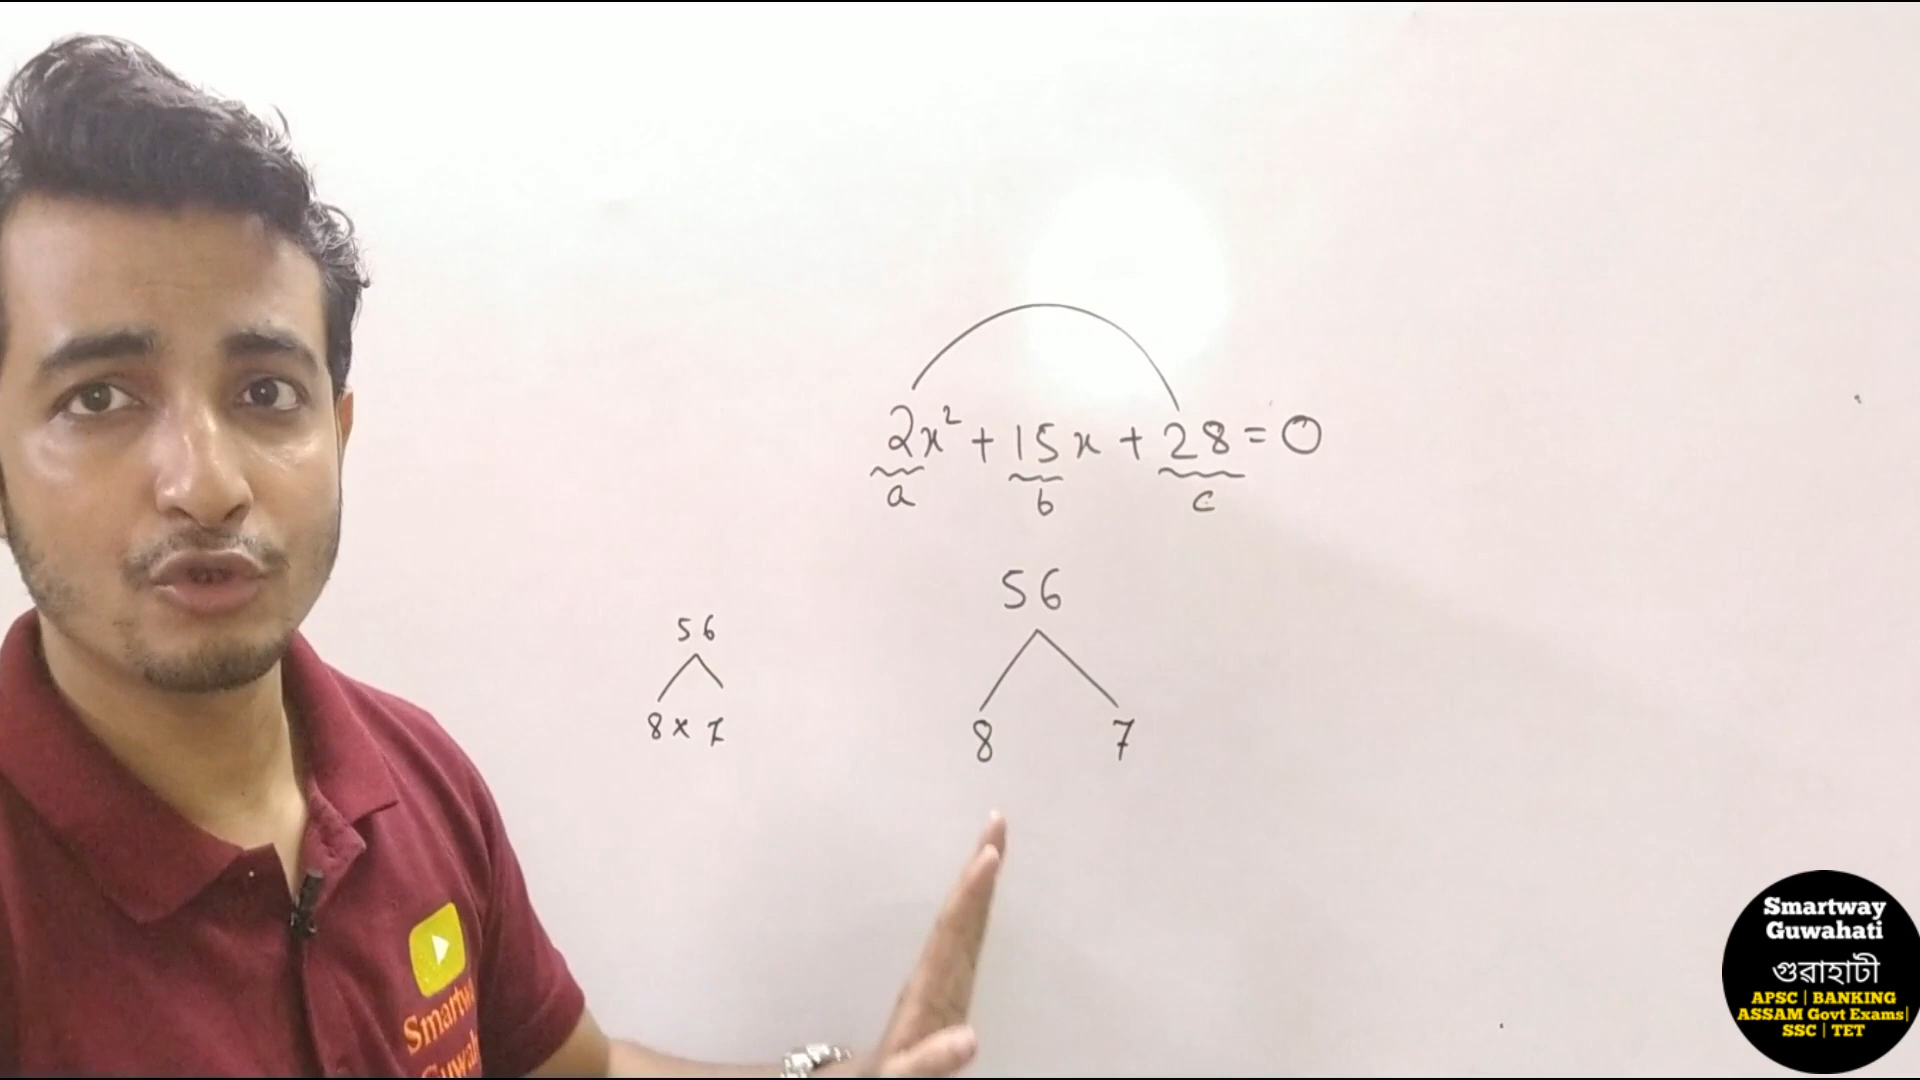 2x² + 15x + 28 = 0
a b c
56
8 7
56
8 × 7
Smartway
Guwahati
গুৱাহাটী
APSC | BANKING
ASSAM Govt Exams|
SSC | TET